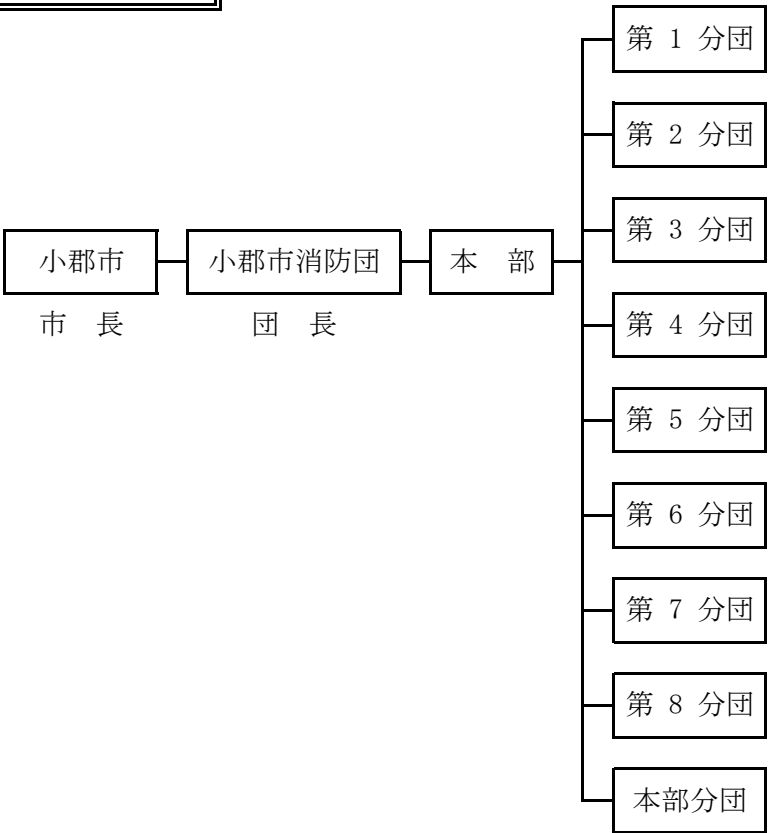 第 1 分団
第 2 分団
第 3 分団
小郡市 小郡市消防団 本 部
市 長 団 長
第 4 分団
第 5 分団
第 6 分団
第 7 分団
第 8 分団
本部分団